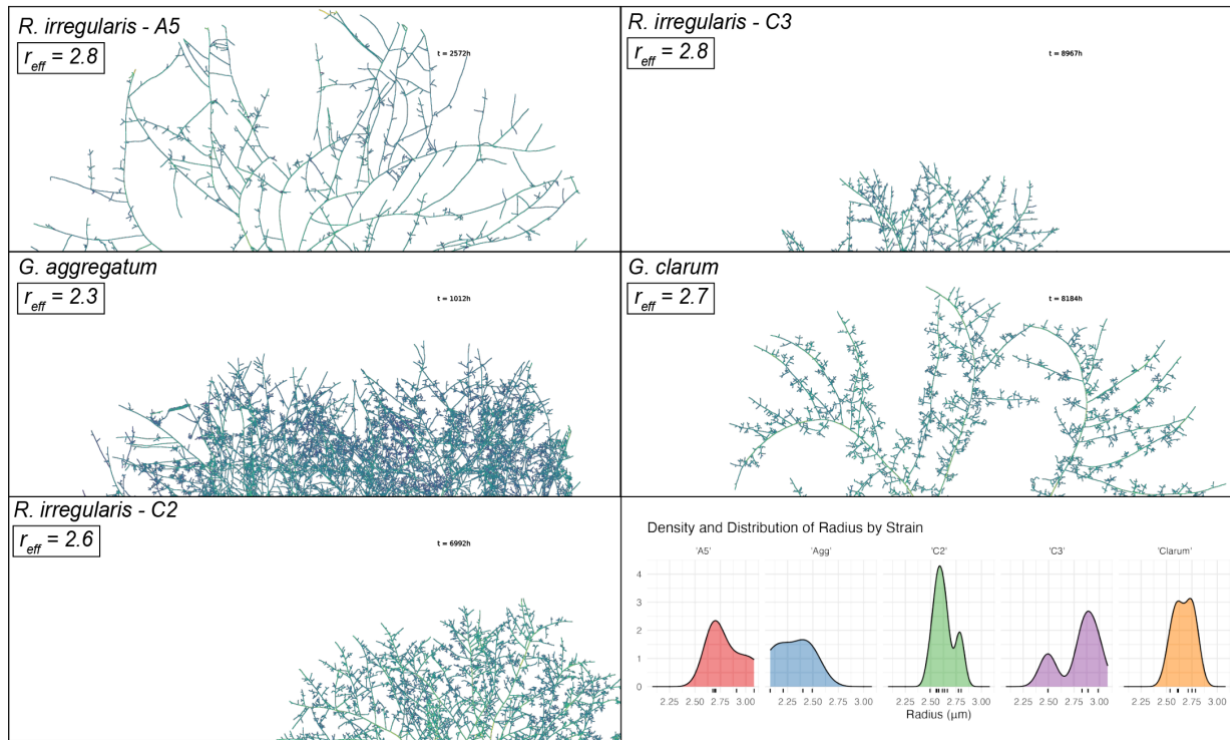 R. irregularis - A5
r_eff = 2.8
t = 2572h
R. irregularis - C3
r_eff = 2.8
t = 8967h
G. aggregatum
r_eff = 2.3
t = 1012h
G. clarum
r_eff = 2.7
t = 8184h
R. irregularis - C2
r_eff = 2.6
t = 6992h
Density and Distribution of Radius by Strain
'A5' 'Agg' 'C2' 'C3' 'Clarum'
4
3
2
1
0
2.25 2.50 2.75 3.00 2.25 2.50 2.75 3.00 2.25 2.50 2.75 3.00 2.25 2.50 2.75 3.00 2.25 2.50 2.75 3.00
Radius (μm)